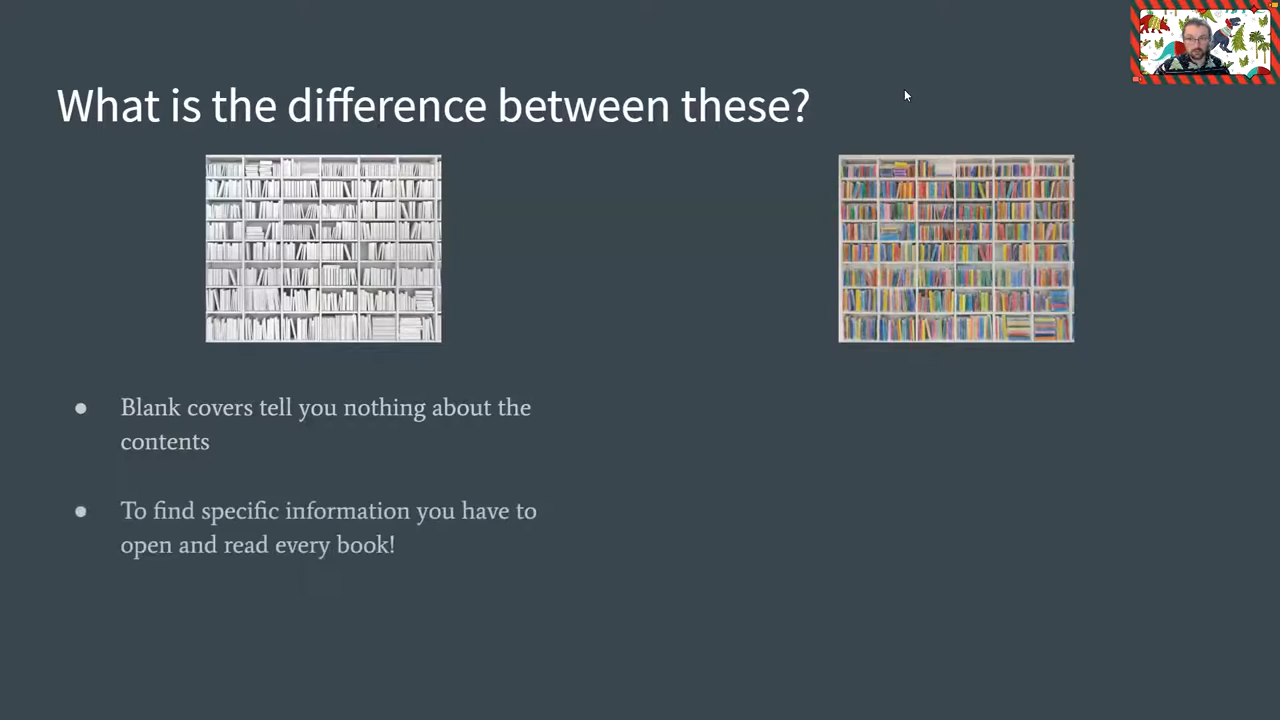 What is the difference between these?
● Blank covers tell you nothing about the
contents
● To find specific information you have to
open and read every book!